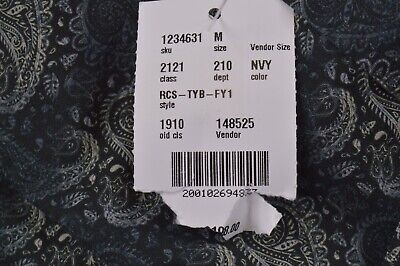 1234631 M
sku size Vendor Size
2121 210 NVY
class dept color
RCS-TYB-FY1
style
1910 148525
old cls Vendor